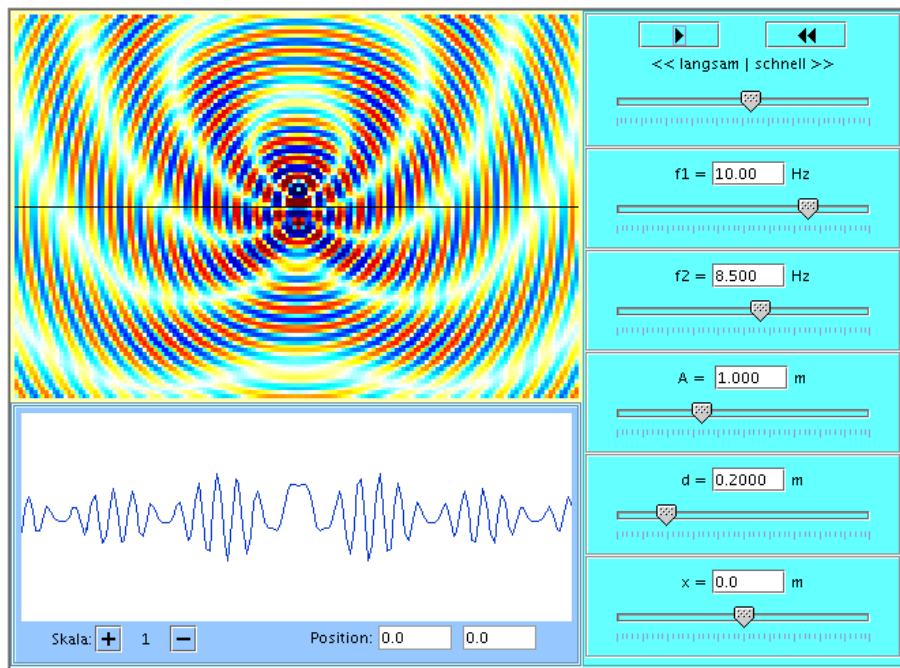 << langsam | schnell >>
f1 = 10.00 Hz
f2 = 8.500 Hz
A = 1.000 m
d = 0.2000 m
x = 0.0 m
Skala: + 1 − Position: 0.0 0.0